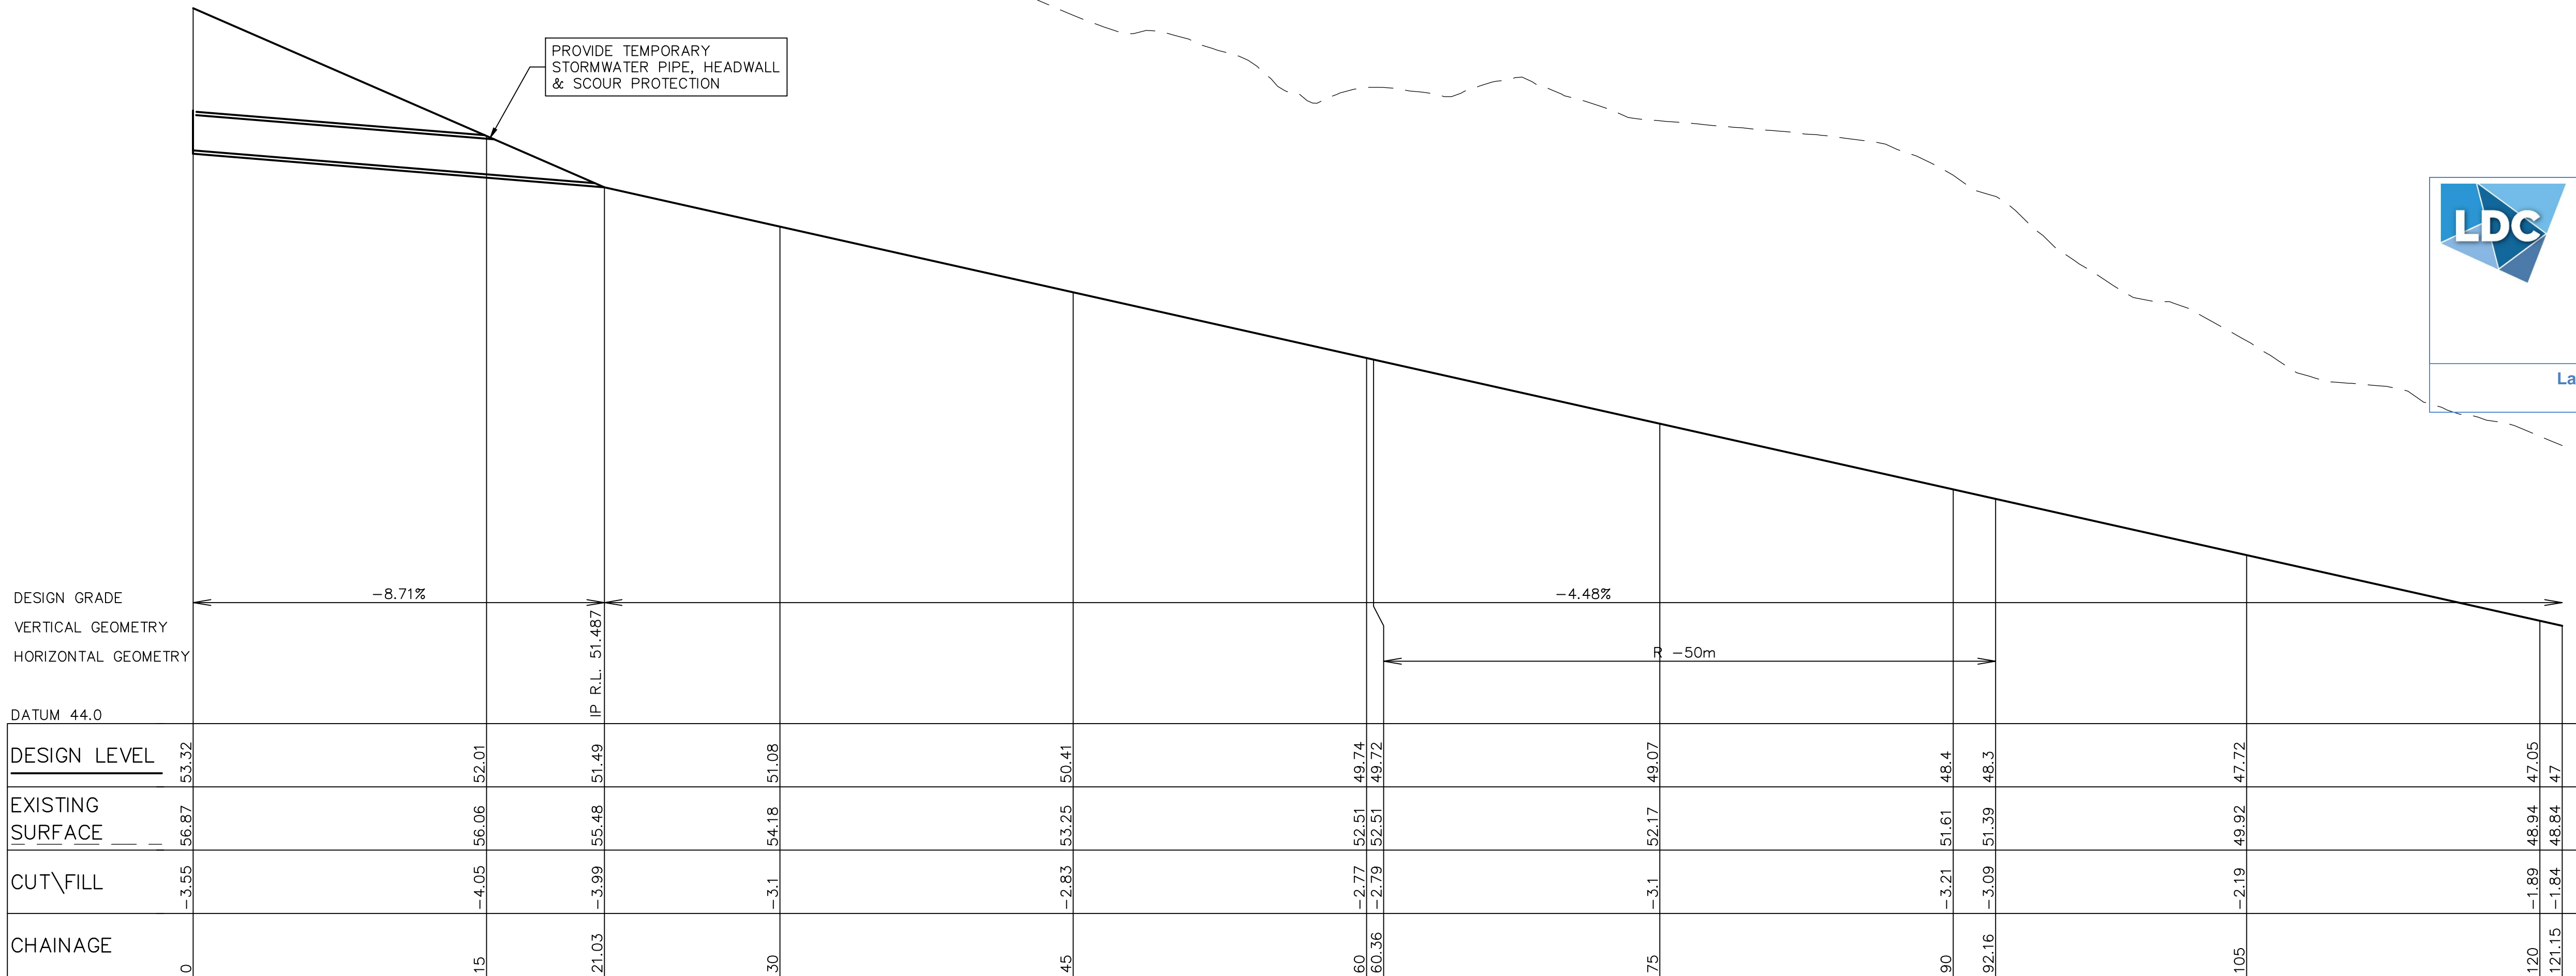 PROVIDE TEMPORARY
STORMWATER PIPE, HEADWALL
& SCOUR PROTECTION
LDC
La
DESIGN GRADE -8.71% -4.48%
VERTICAL GEOMETRY
HORIZONTAL GEOMETRY R -50m
IP R.L. 51.487
DATUM 44.0
DESIGN LEVEL 53.32 52.01 51.49 51.08 50.41 49.74 49.72 49.07 48.4 48.3 47.72 47.05 47
EXISTING
SURFACE 56.87 56.06 55.48 54.18 53.25 52.51 52.51 52.17 51.61 51.39 49.92 48.94 48.84
CUT\FILL -3.55 -4.05 -3.99 -3.1 -2.83 -2.77 -2.79 -3.1 -3.21 -3.09 -2.19 -1.89 -1.84
CHAINAGE 0 15 21.03 30 45 60 60.36 75 90 92.16 105 120 121.15